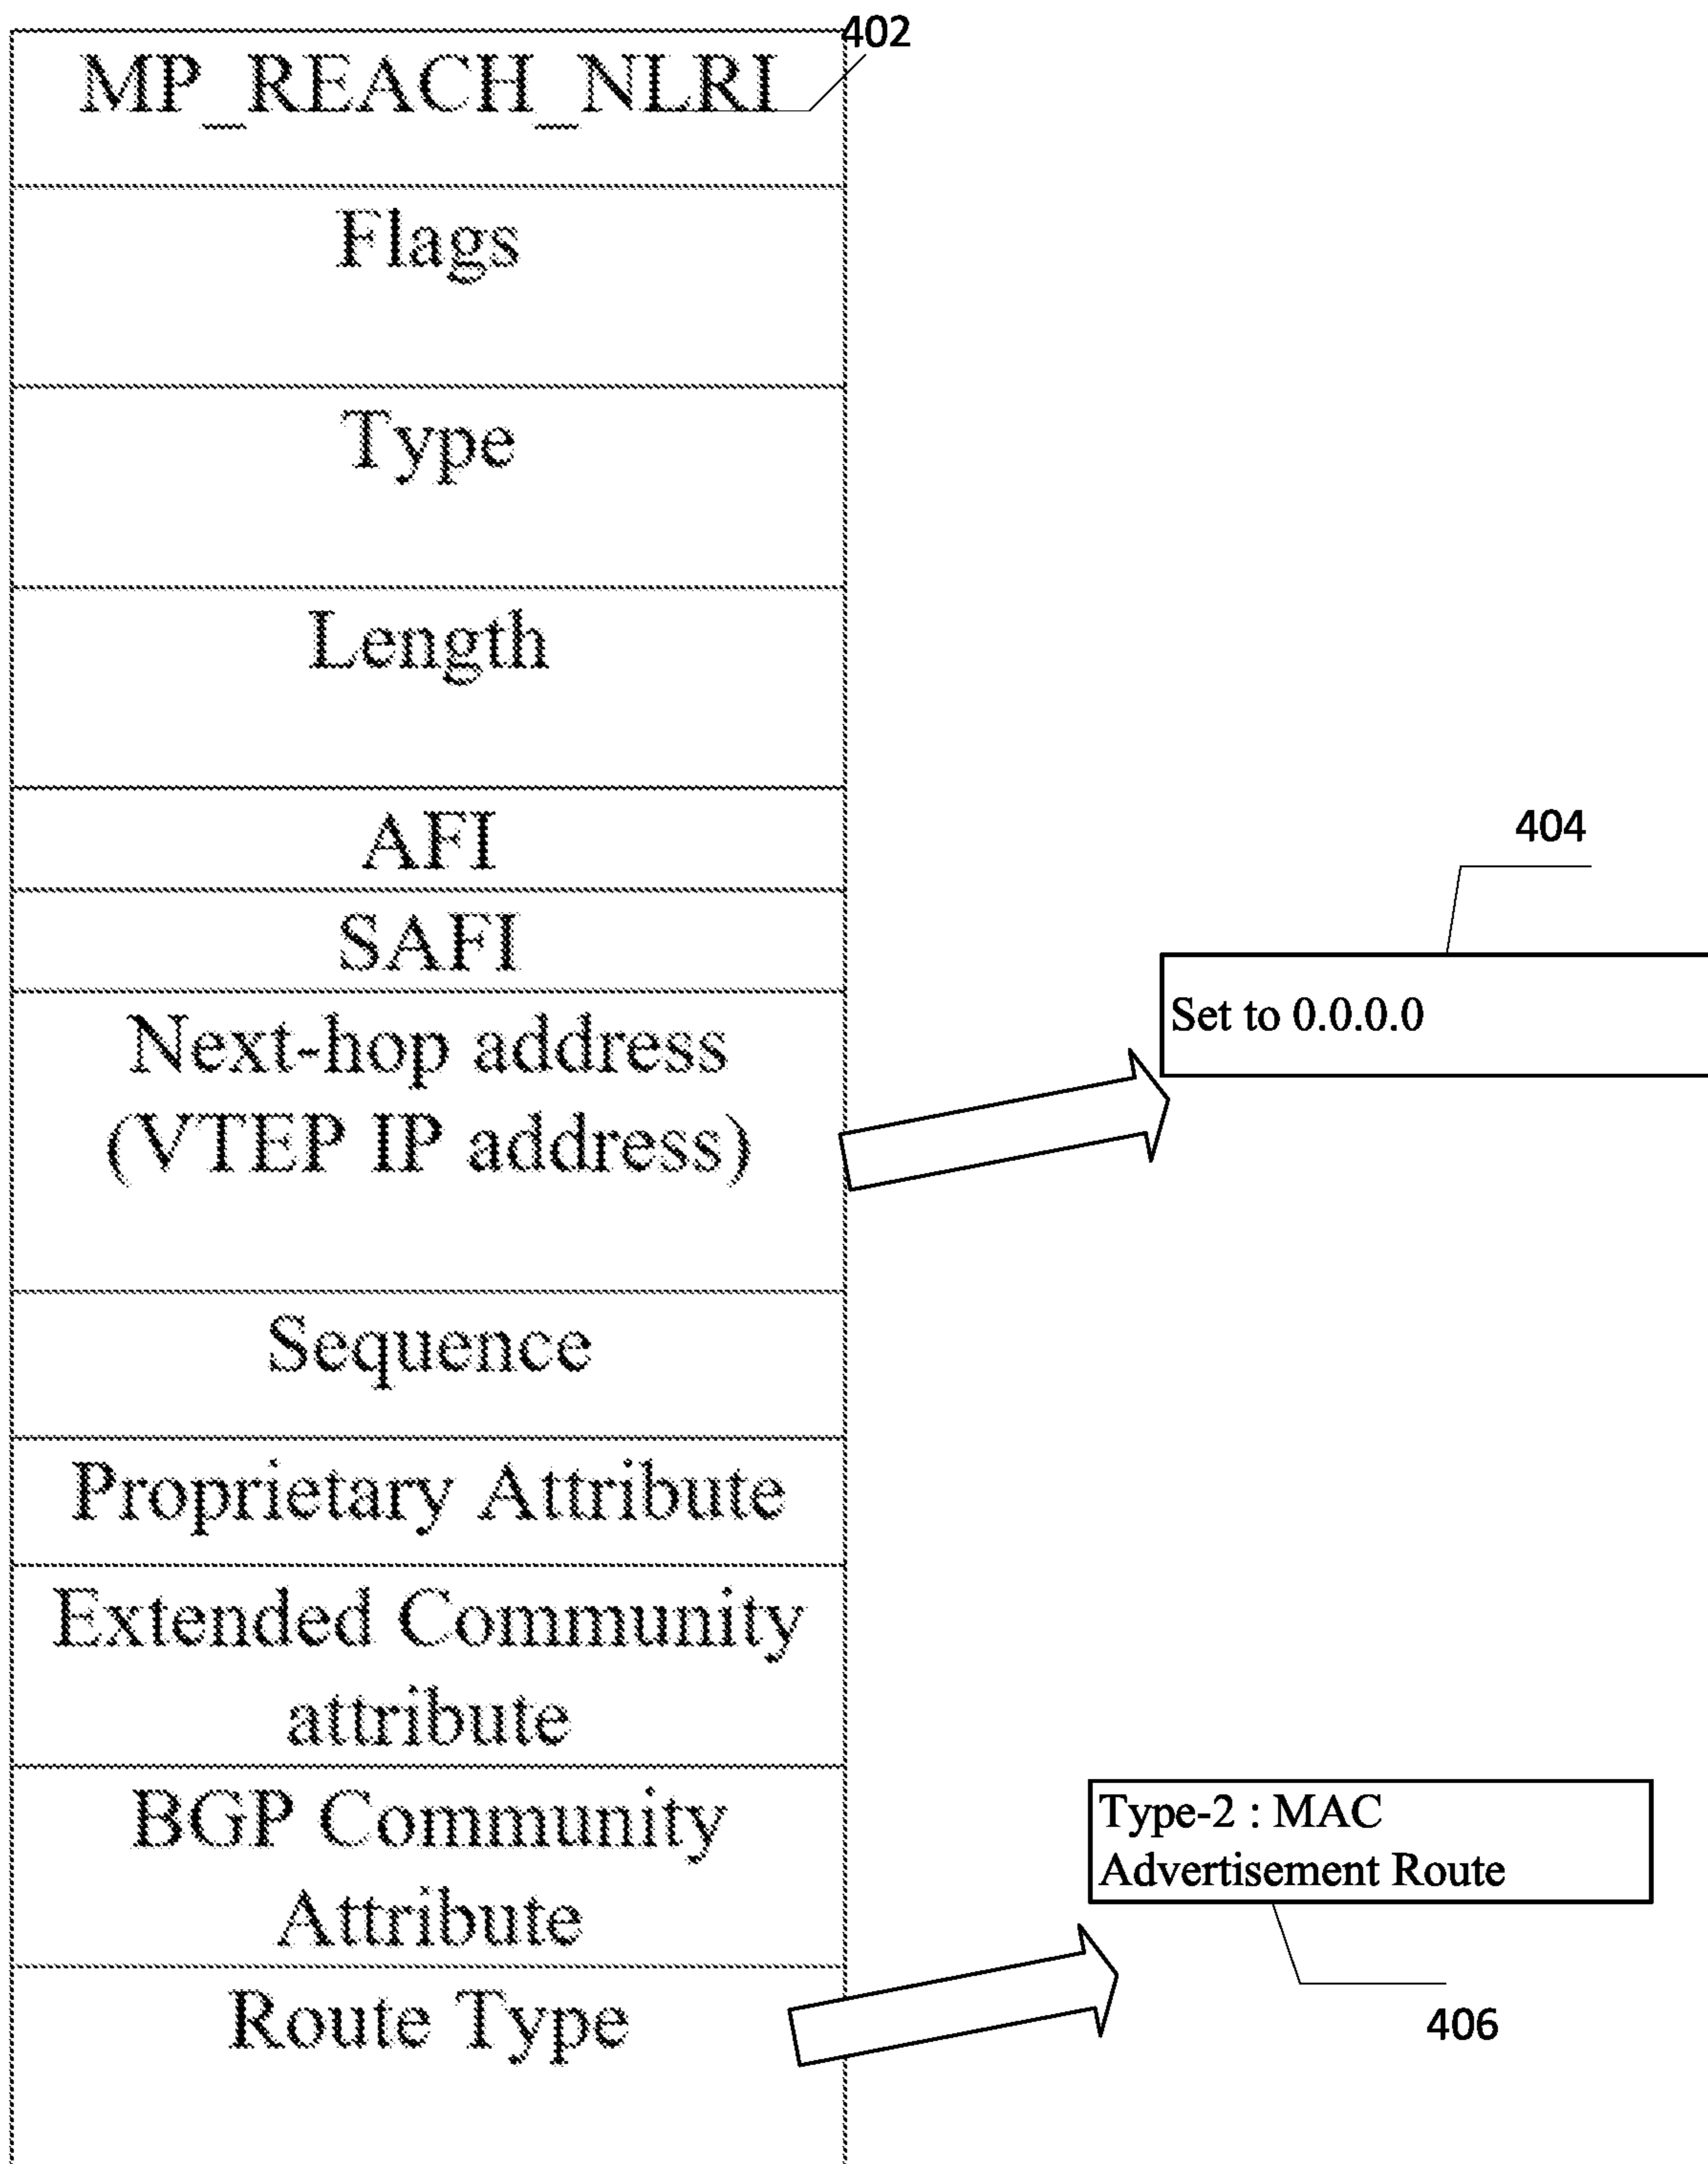 402
MP_REACH_NLRI
Flags
Type
Length
AFI
404
SAFI
Set to 0.0.0.0
Next-hop address
(VTEP IP address)
Sequence
Proprietary Attribute
Extended Community
attribute
BGP Community
Attribute
Type-2 : MAC
Advertisement Route
Route Type
406